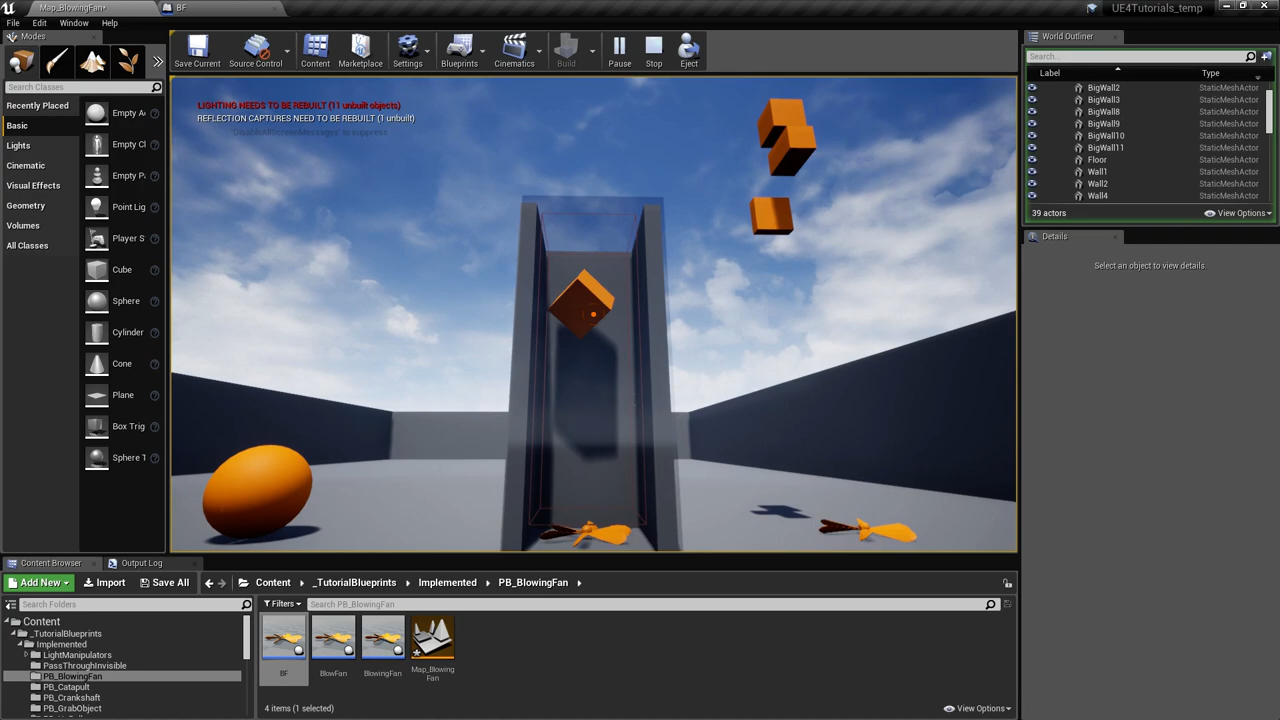 Map_BlowingFan*
BF
UE4Tutorials_temp
File Edit Window Help
Modes
Search Classes
Recently Placed
Basic
Lights
Cinematic
Visual Effects
Geometry
Volumes
All Classes
Empty A
Empty Cl
Empty P
Point Lig
Player S
Cube
Sphere
Cylinder
Cone
Plane
Box Trig
Sphere T
Save Current
Source Control
Content
Marketplace
Settings
Blueprints
Cinematics
Build
Pause
Stop
Eject
LIGHTING NEEDS TO BE REBUILT (11 unbuilt objects)
REFLECTION CAPTURES NEED TO BE REBUILT (1 unbuilt)
'DisableAllScreenMessages' to suppress
World Outliner
Search...
Label Type
BigWall2 StaticMeshActor
BigWall3 StaticMeshActor
BigWall8 StaticMeshActor
BigWall9 StaticMeshActor
BigWall10 StaticMeshActor
BigWall11 StaticMeshActor
Floor StaticMeshActor
Wall1 StaticMeshActor
Wall2 StaticMeshActor
Wall4 StaticMeshActor
39 actors View Options
Details
Select an object to view details.
Content Browser Output Log
Add New Import Save All Content _TutorialBlueprints Implemented PB_BlowingFan
Search Folders
Content
_TutorialBlueprints
Implemented
LightManipulators
PassThroughInvisible
PB_BlowingFan
PB_Catapult
PB_Crankshaft
PB_GrabObject
Filters Search PB_BlowingFan
BF
BlowFan
BlowingFan
Map_Blowing
Fan
4 items (1 selected) View Options